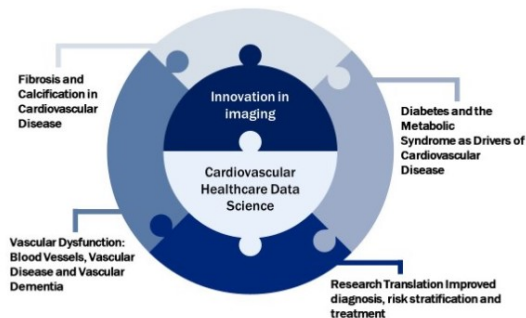 Fibrosis and
Calcification in
Cardiovascular
Disease
Innovation in
imaging
Diabetes and the
Metabolic
Syndrome as Drivers of
Cardiovascular
Disease
Cardiovascular
Healthcare Data
Science
Vascular Dysfunction:
Blood Vessels, Vascular
Disease and Vascular
Dementia
Research Translation Improved
diagnosis, risk stratification and
treatment